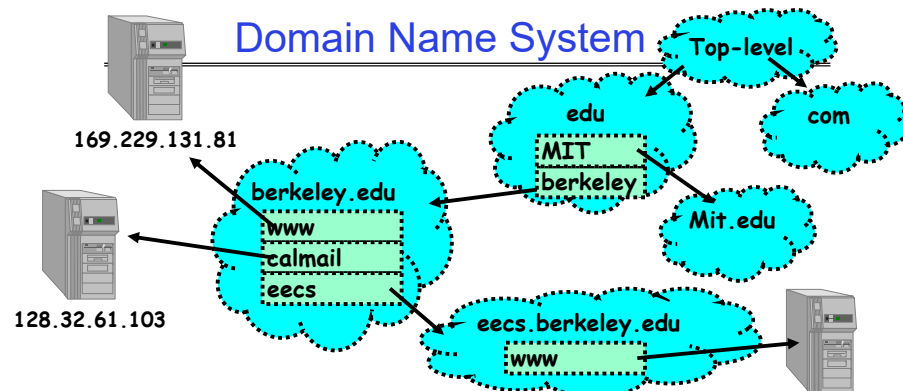 Domain Name System
Top-level
edu
com
MIT
berkeley
169.229.131.81
berkeley.edu
www
calmail
eecs
Mit.edu
128.32.61.103
eecs.berkeley.edu
www